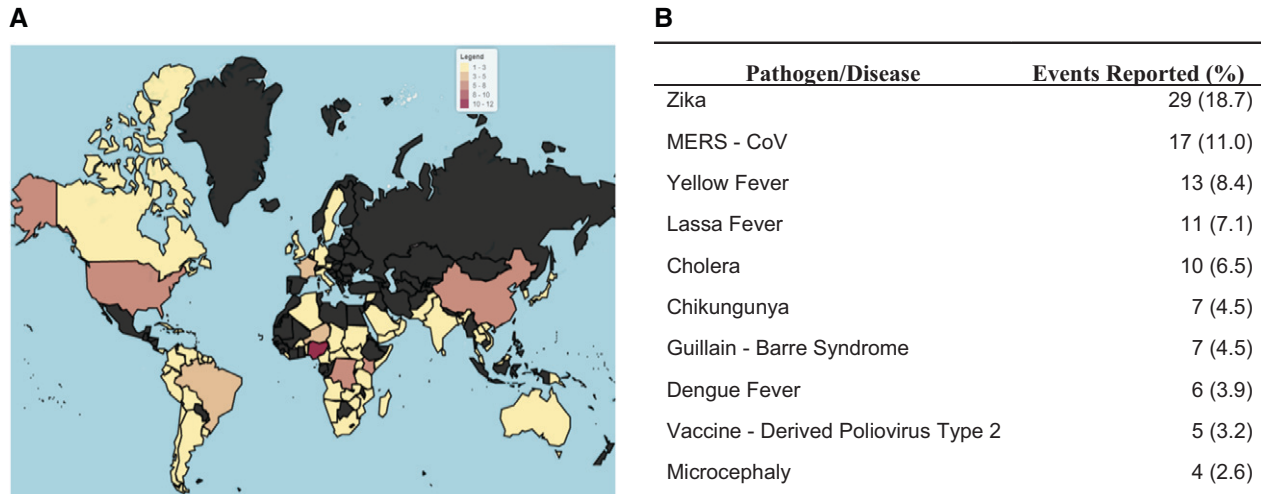 A
Legend
1 - 3
3 - 5
5 - 8
8 - 10
10 - 12
B
Pathogen/Disease Events Reported (%)
Zika 29 (18.7)
MERS - CoV 17 (11.0)
Yellow Fever 13 (8.4)
Lassa Fever 11 (7.1)
Cholera 10 (6.5)
Chikungunya 7 (4.5)
Guillain - Barre Syndrome 7 (4.5)
Dengue Fever 6 (3.9)
Vaccine - Derived Poliovirus Type 2 5 (3.2)
Microcephaly 4 (2.6)